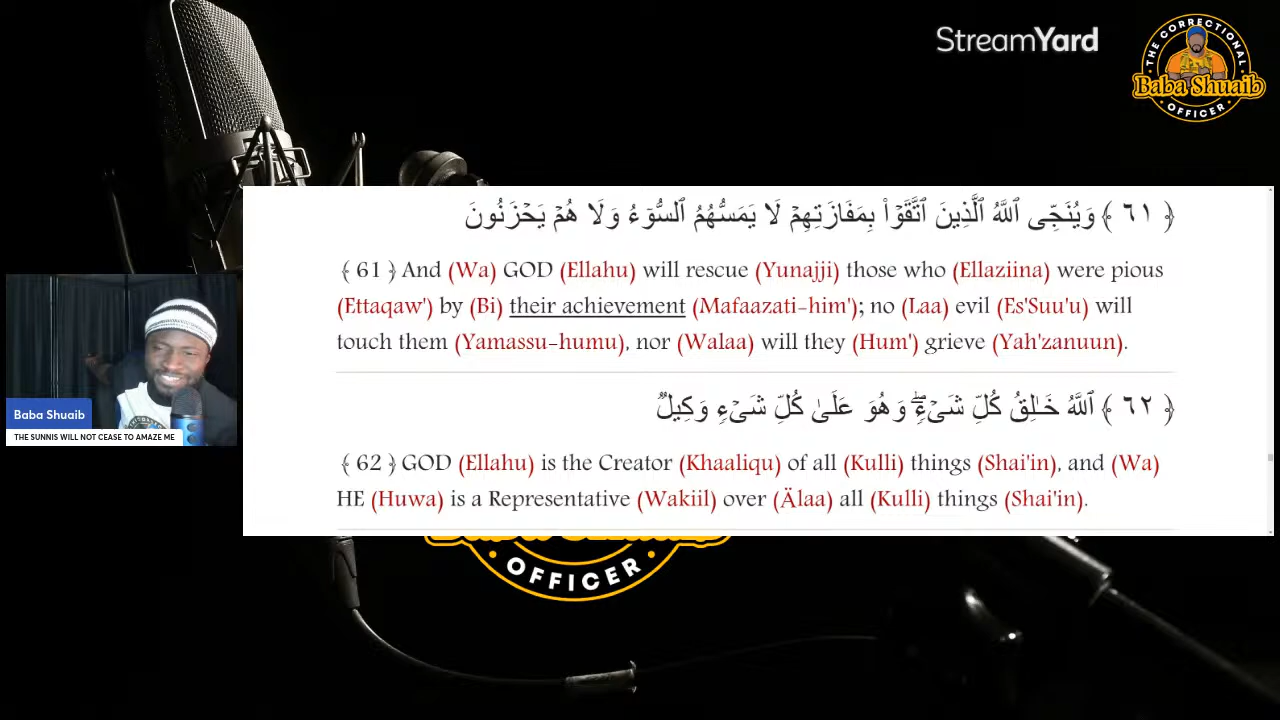 StreamYard
THE CORRECTIONAL
Baba Shuaib
OFFICER
﴿ ٦١ ﴾ وَيُنَجِّى ٱللَّهُ ٱلَّذِينَ ٱتَّقَوْا۟ بِمَفَازَتِهِمْ لَا يَمَسُّهُمُ ٱلسُّوٓءُ وَلَا هُمْ يَحْزَنُونَ
﴾ 61 ﴿ And (Wa) GOD (Ellahu) will rescue (Yunajji) those who (Ellaziina) were pious
(Ettaqaw') by (Bi) their achievement (Mafaazati-him'); no (Laa) evil (Es'Suu'u) will
touch them (Yamassu-humu), nor (Walaa) will they (Hum') grieve (Yah'zanuun).
﴿ ٦٢ ﴾ ٱللَّهُ خَـٰلِقُ كُلِّ شَىْءٍۢ ۖ وَهُوَ عَلَىٰ كُلِّ شَىْءٍۢ وَكِيلٌۭ
﴾ 62 ﴿ GOD (Ellahu) is the Creator (Khaaliqu) of all (Kulli) things (Shai'in), and (Wa)
HE (Huwa) is a Representative (Wakiil) over (Älaa) all (Kulli) things (Shai'in).
Baba Shuaib
THE SUNNIS WILL NOT CEASE TO AMAZE ME
OFFICER